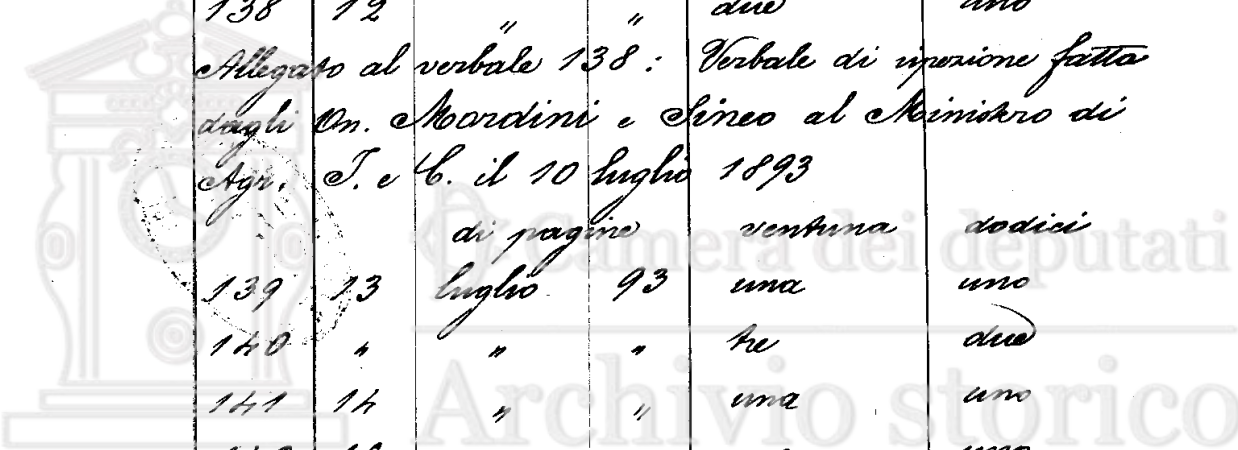 138 12 " " due uno
Allegato al verbale 138: Verbale di ispezione fatta
dagli On. Mordini e Sineo al Ministro di
Agr. I. e C. il 10 luglio 1893
di pagine ventuna dodici
139 13 luglio 93 una uno
140 " " " tre due
141 14 " " una uno
uno
Camera dei deputati
Archivio storico